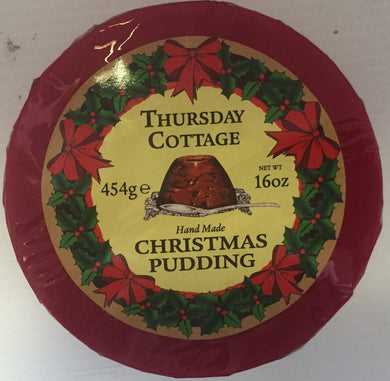 THURSDAY
COTTAGE
454g ℮
NET WT
16oz
Hand Made
CHRISTMAS
PUDDING